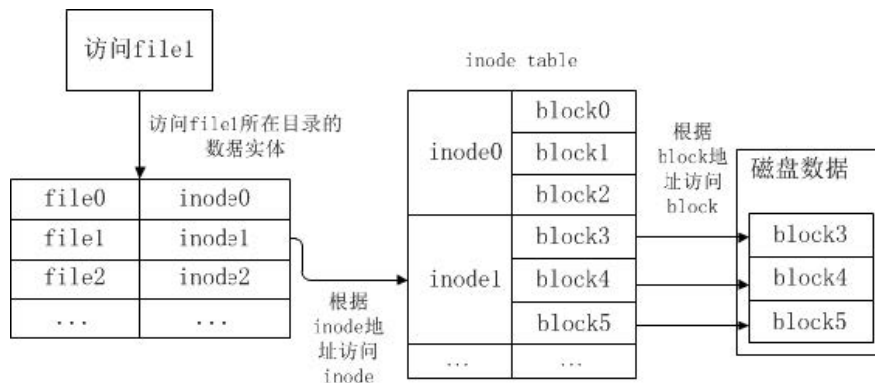 访问file1
访问file1所在目录的
数据实体
file0 inode0
file1 inode1
file2 inode2
... ...
根据
inode地
址访问
inode
inode table
inode0
block0
block1
block2
inode1
block3
block4
block5
... ...
根据
block地
址访问
block
磁盘数据
block3
block4
block5